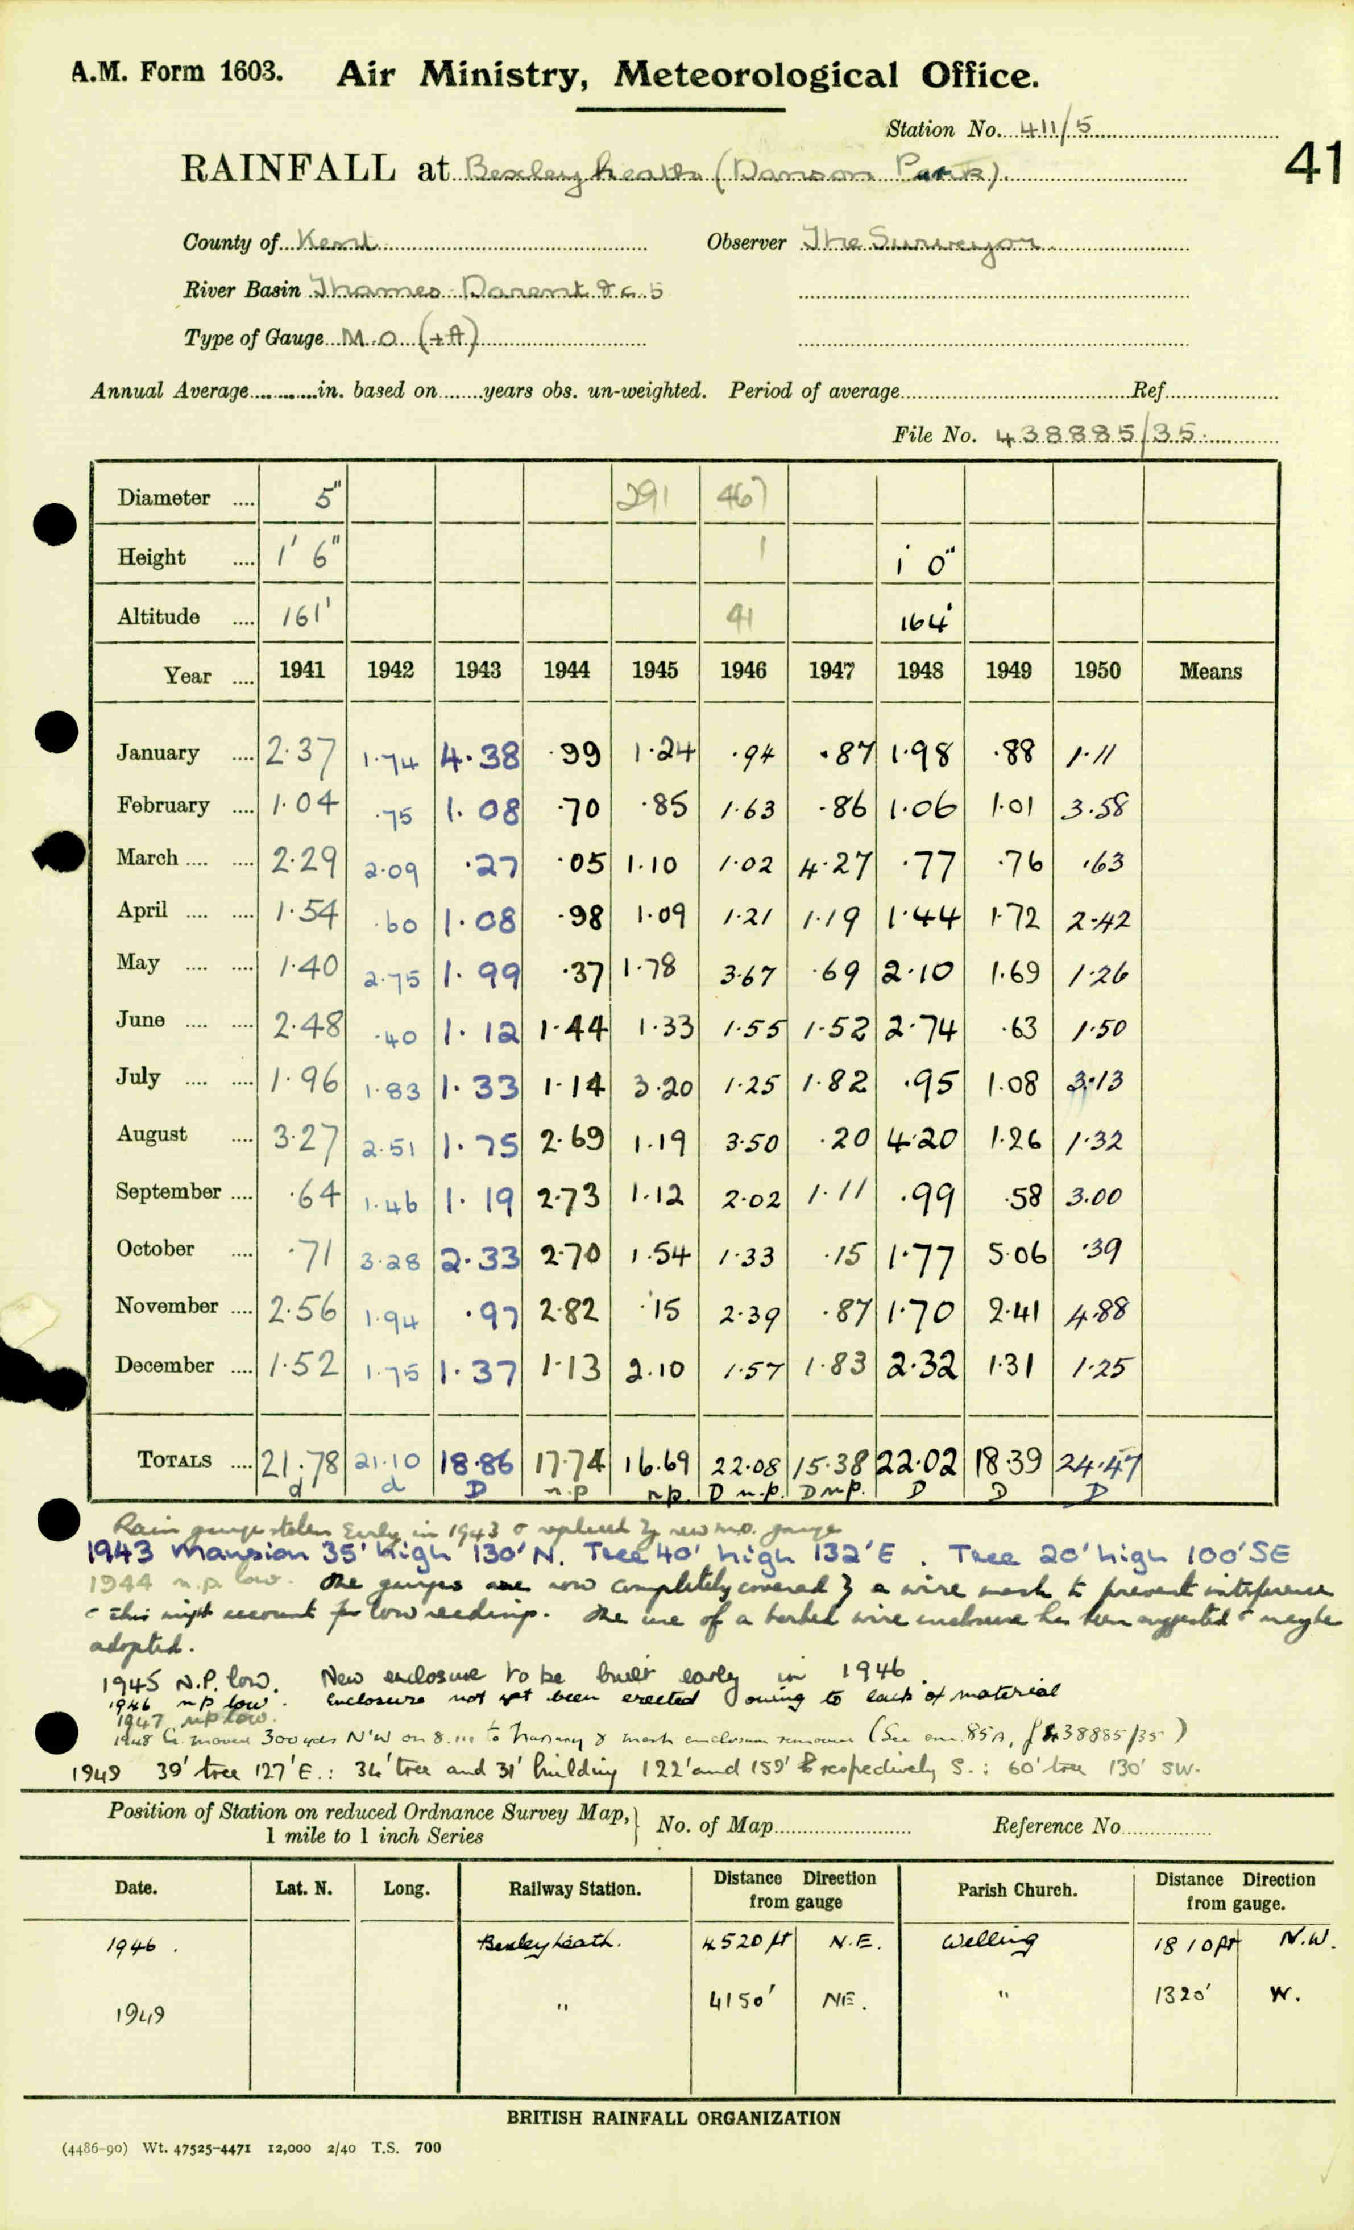 A.M. Form 1603. Air Ministry, Meteorological Office.
Station No. 411/5
RAINFALL at Bexleyheath (Danson Park)
41
County of Kent Observer The Surveyor
River Basin Thames-Darent &c. 5
Type of Gauge M.O. (+A)
Annual Average............in. based on........years obs. un-weighted. Period of average..........Ref..........
File No. 438885/35
Diameter .... 5" 291 467
Height .... 1' 6" 1 1' 0"
Altitude .... 161' 41 164'
Year .... 1941 1942 1943 1944 1945 1946 1947 1948 1949 1950 Means
January .... 2.37 1.74 4.38 .99 1.24 .94 .87 1.98 .88 1.11
February .... 1.04 .75 1.08 .70 .85 1.63 .86 1.06 1.01 3.58
March .... .... 2.29 2.09 .27 .05 1.10 1.02 4.27 .77 .76 .63
April .... .... 1.54 .60 1.08 .98 1.09 1.21 1.19 1.44 1.72 2.42
May .... .... 1.40 2.75 1.99 .37 1.78 3.67 .69 2.10 1.69 1.26
June .... .... 2.48 .40 1.12 1.44 1.33 1.55 1.52 2.74 .63 1.50
July .... .... 1.96 1.83 1.33 1.14 3.20 1.25 1.82 .95 1.08 3.13
August .... 3.27 2.51 1.75 2.69 1.19 3.50 .20 4.20 1.26 1.32
September .... .64 1.46 1.19 2.73 1.12 2.02 1.11 .99 .58 3.00
October .... .71 3.28 2.33 2.70 1.54 1.33 .15 1.77 5.06 .39
November .... 2.56 1.94 .97 2.82 .15 2.39 .87 1.70 2.41 4.88
December .... 1.52 1.75 1.37 1.13 2.10 1.57 1.83 2.32 1.31 1.25
TOTALS .... 21.78 21.10 18.86 17.74 16.69 22.08 15.38 22.02 18.39 24.47
d d D n.p n.p. D n.p. D n.p. D D D
Rain gauge stolen Early in 1943 & replaced by new m.o. gauge
1943 Mansion 35' high 130' N. Tree 40' high 132' E. Tree 20' high 100' SE
1944 n.p. low. The gauges are now completely covered by a wire mesh to prevent interference
& this might account for low readings. The use of a barbed wire enclosure has been suggested & maybe
adopted.
1945 N.P. low. New enclosure to be built early in 1946.
1946 n p low. Enclosure not yet been erected owing to lack of material
1947 n p low.
1948 G. moved 300 yds N'W on 8.iii to Nursery & mesh enclosure (See 85A, f 438885/35)
1949 39' tree 127' E.: 34' tree and 31' building 122' and 159' respectively S.: 60' tree 130' SW.
Position of Station on reduced Ordnance Survey Map, } No. of Map.......... Reference No..........
1 mile to 1 inch Series
Date. Lat. N. Long. Railway Station. Distance from gauge Direction Parish Church. Distance from gauge. Direction
1946. Bexleyheath. 4520 ft N.E. Welling 1810 ft N.W.
1949 " 4150' NE. " 1320' W.
BRITISH RAINFALL ORGANIZATION
(4486-90) Wt. 47525-4471 12,000 2/40 T.S. 700